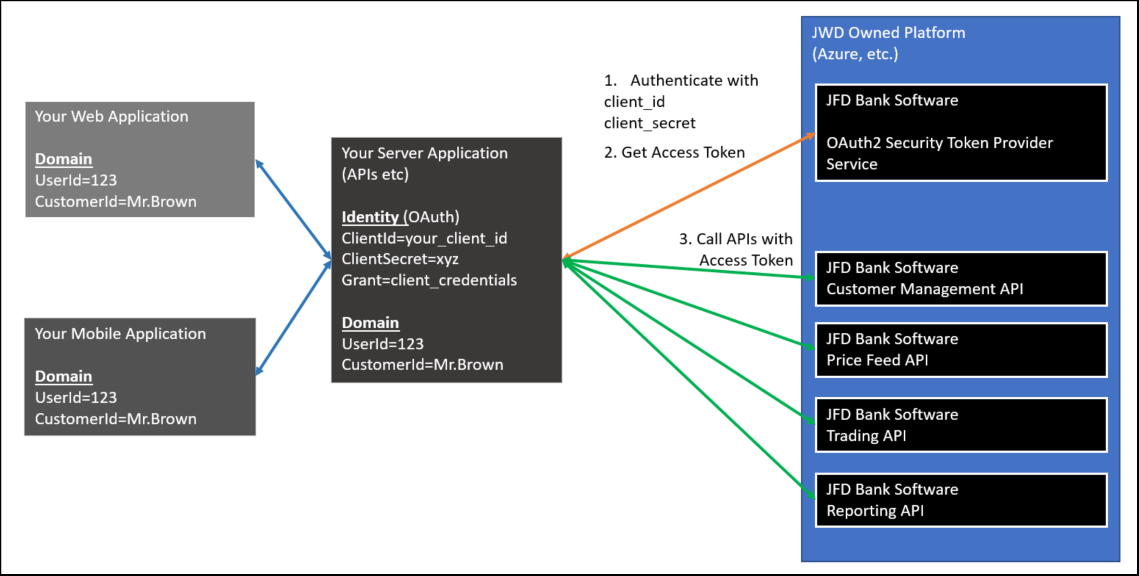 Your Web Application
Domain
UserId=123
CustomerId=Mr.Brown
Your Mobile Application
Domain
UserId=123
CustomerId=Mr.Brown
Your Server Application
(APIs etc)
Identity (OAuth)
ClientId=your_client_id
ClientSecret=xyz
Grant=client_credentials
Domain
UserId=123
CustomerId=Mr.Brown
1. Authenticate with
client_id
client_secret
2. Get Access Token
3. Call APIs with
Access Token
JWD Owned Platform
(Azure, etc.)
JFD Bank Software
OAuth2 Security Token Provider
Service
JFD Bank Software
Customer Management API
JFD Bank Software
Price Feed API
JFD Bank Software
Trading API
JFD Bank Software
Reporting API